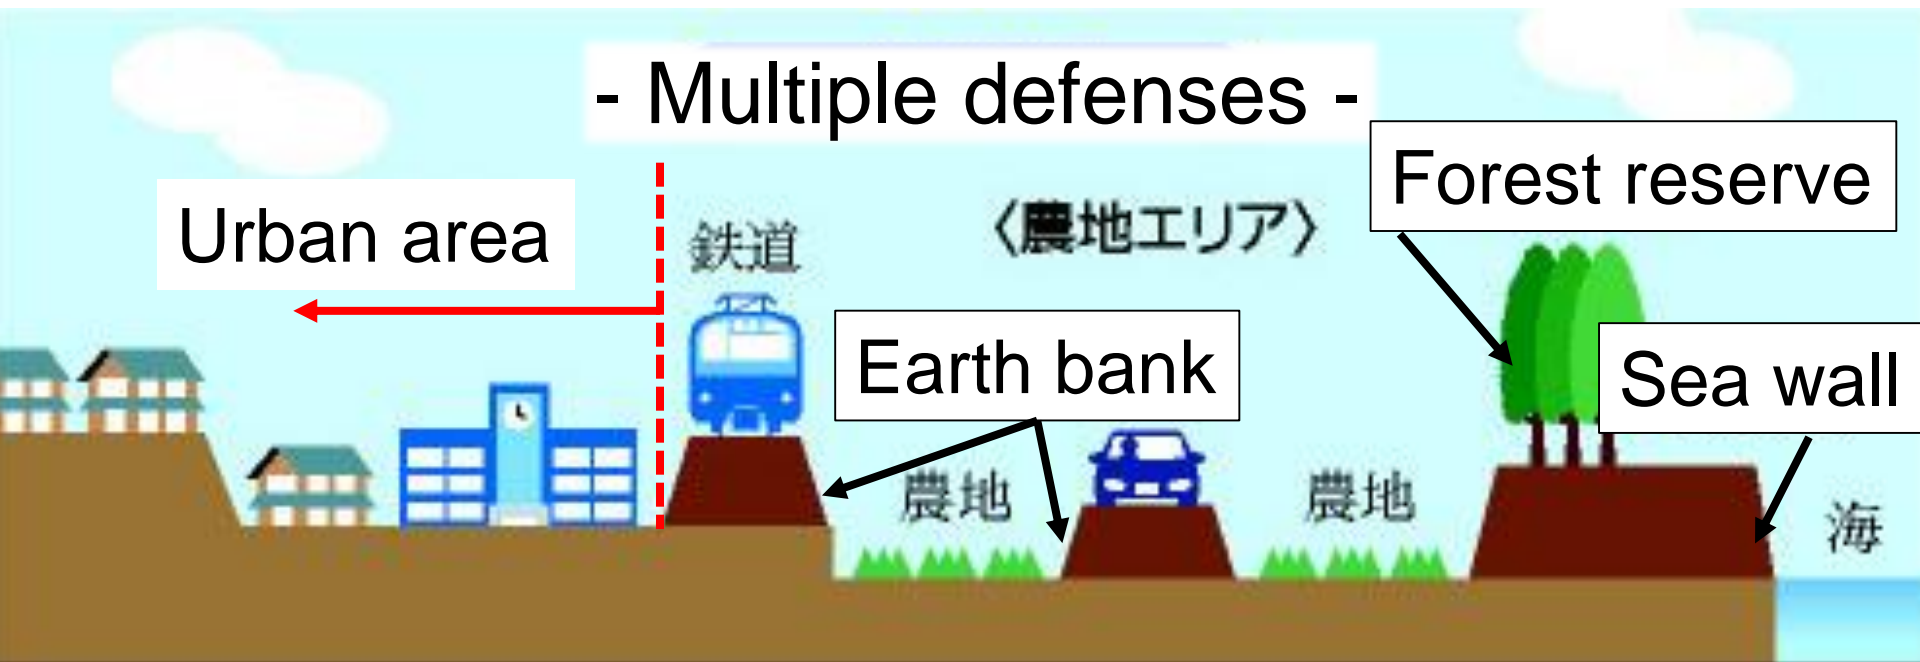 - Multiple defenses -
Forest reserve
Urban area
鉄道
〈農地エリア〉
Earth bank
Sea wall
農地
農地
海